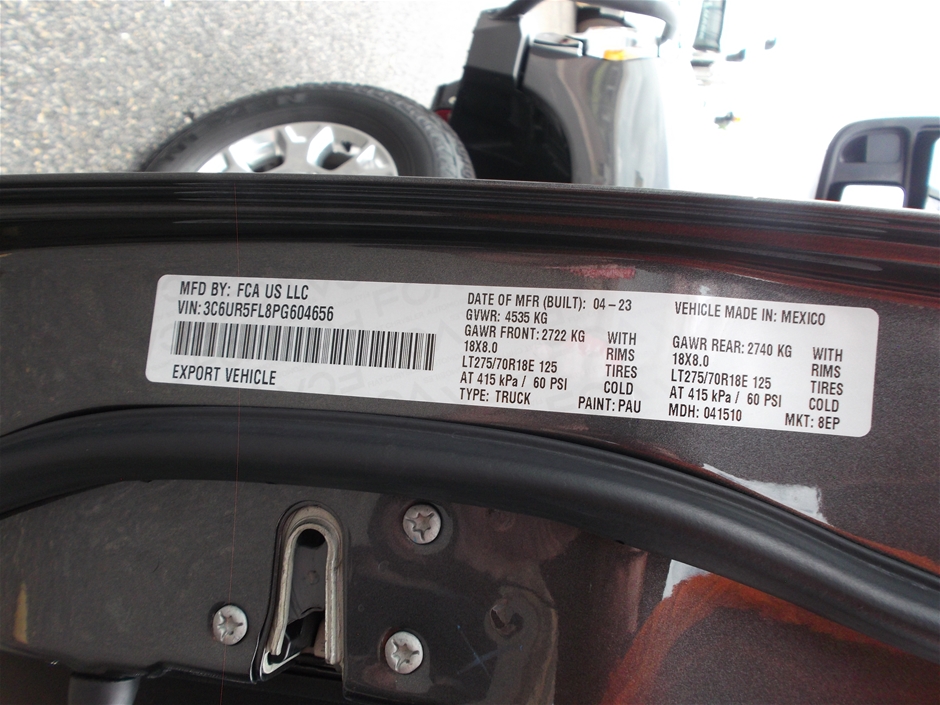 MFD BY: FCA US LLC
VIN:3C6UR5FL8PG604656
EXPORT VEHICLE
DATE OF MFR (BUILT): 04-23
GVWR: 4535 KG
GAWR FRONT: 2722 KG WITH
18X8.0 RIMS
LT275/70R18E 125 TIRES
AT 415 kPa / 60 PSI COLD
TYPE: TRUCK PAINT: PAU
VEHICLE MADE IN: MEXICO
GAWR REAR: 2740 KG WITH
18X8.0 RIMS
LT275/70R18E 125 TIRES
AT 415 kPa / 60 PSI COLD
MDH: 041510 MKT: 8EP